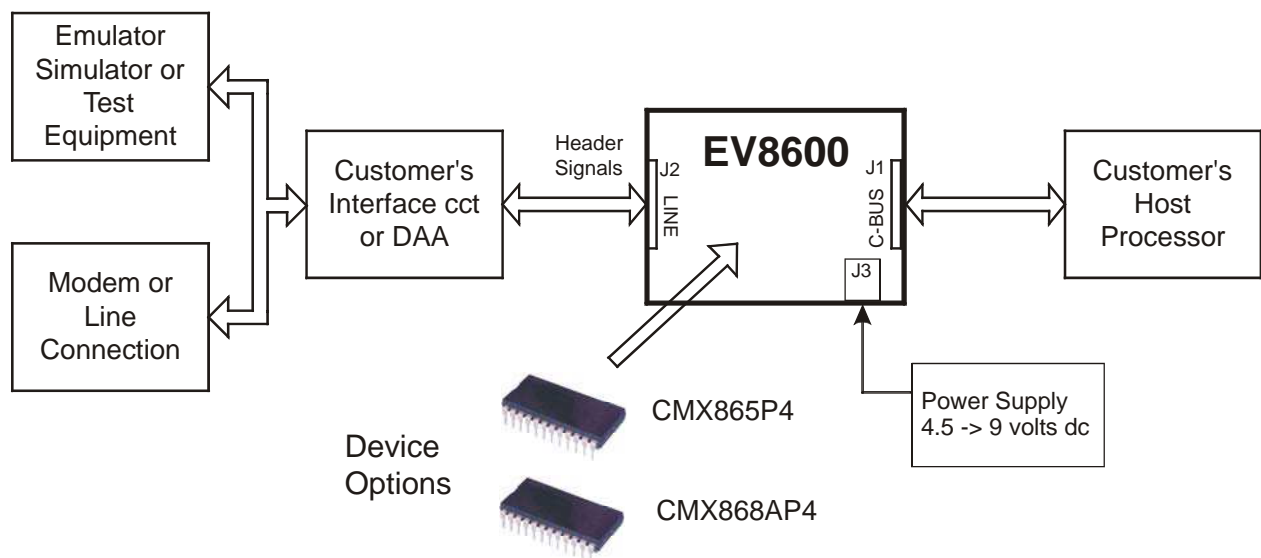 Emulator
Simulator or
Test
Equipment
Modem or
Line
Connection
Customer's
Interface cct
or DAA
Header
Signals
EV8600
J2
LINE
J1
C-BUS
J3
Customer's
Host
Processor
Power Supply
4.5 -> 9 volts dc
Device
Options
CMX865P4
CMX868AP4